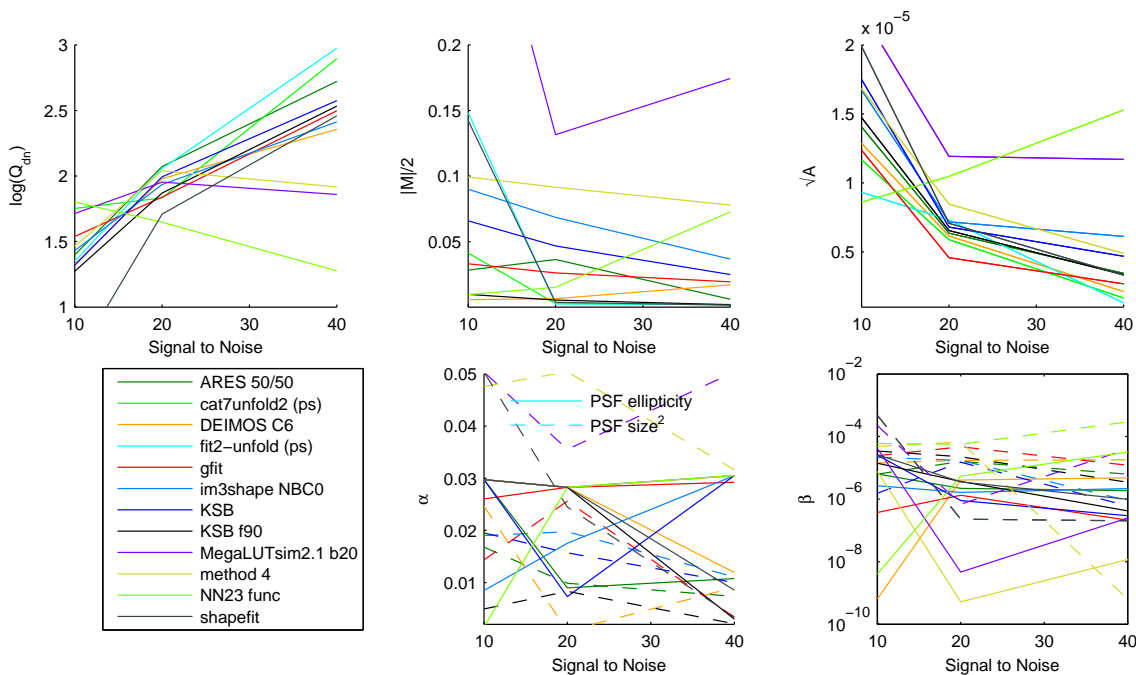 3
2.5
2
1.5
1
log(Q_dn)
10
20
30
40
Signal to Noise
0.2
0.15
0.1
0.05
|M|/2
10
20
30
40
Signal to Noise
x 10^−5
2
1.5
1
0.5
√A
10
20
30
40
Signal to Noise
ARES 50/50
cat7unfold2 (ps)
DEIMOS C6
fit2−unfold (ps)
gfit
im3shape NBC0
KSB
KSB f90
MegaLUTsim2.1 b20
method 4
NN23 func
shapefit
0.05
0.04
0.03
0.02
0.01
α
PSF ellipticity
PSF size^2
10
20
30
40
Signal to Noise
10^−2
10^−4
10^−6
10^−8
10^−10
β
10
20
30
40
Signal to Noise